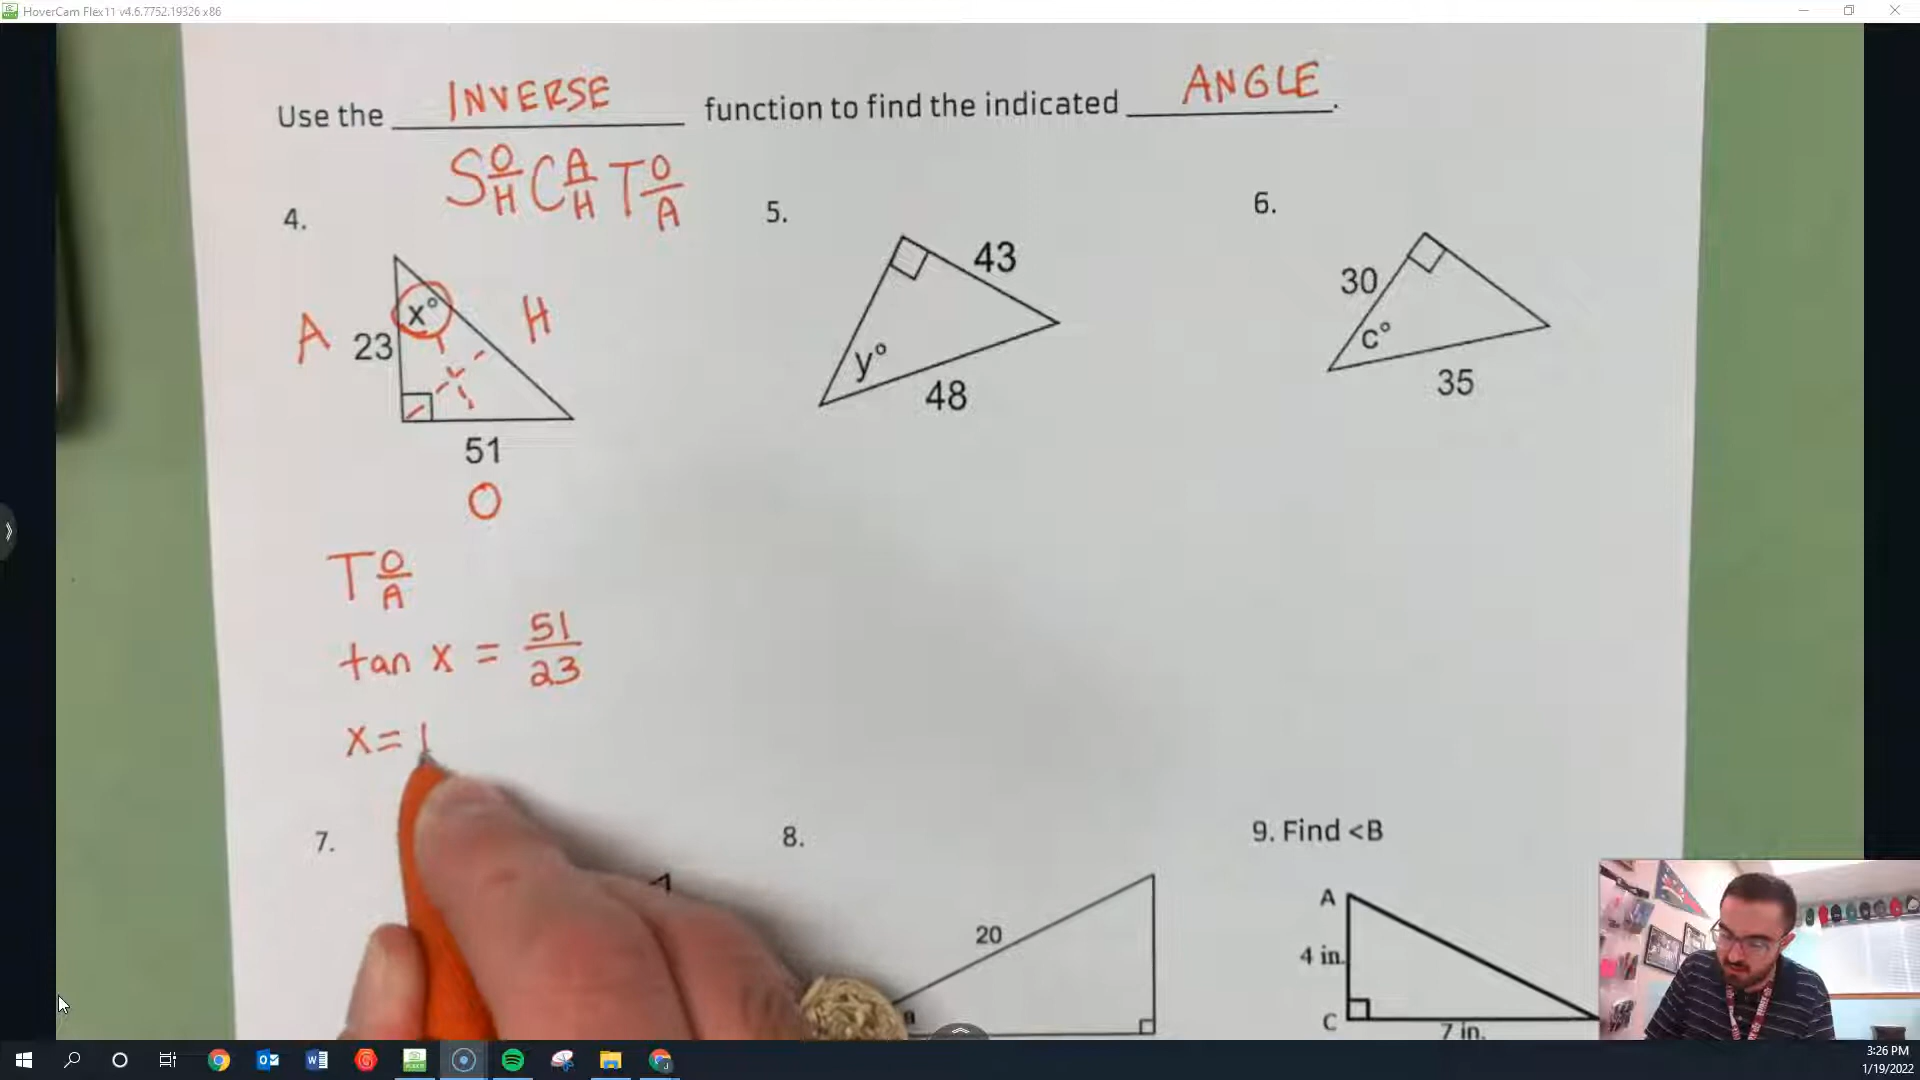 HoverCam Flex11 v4.6.7752.19326 x86
Use the INVERSE function to find the indicated ANGLE.
S O/H C A/H T O/A
4.
5.
6.
x°
A
23
H
51
O
43
y°
48
30
c°
35
T O/A
tan x = 51/23
x =
7.
8.
9. Find <B
20
A
4 in.
C
7 in.
3:26 PM
1/19/2022